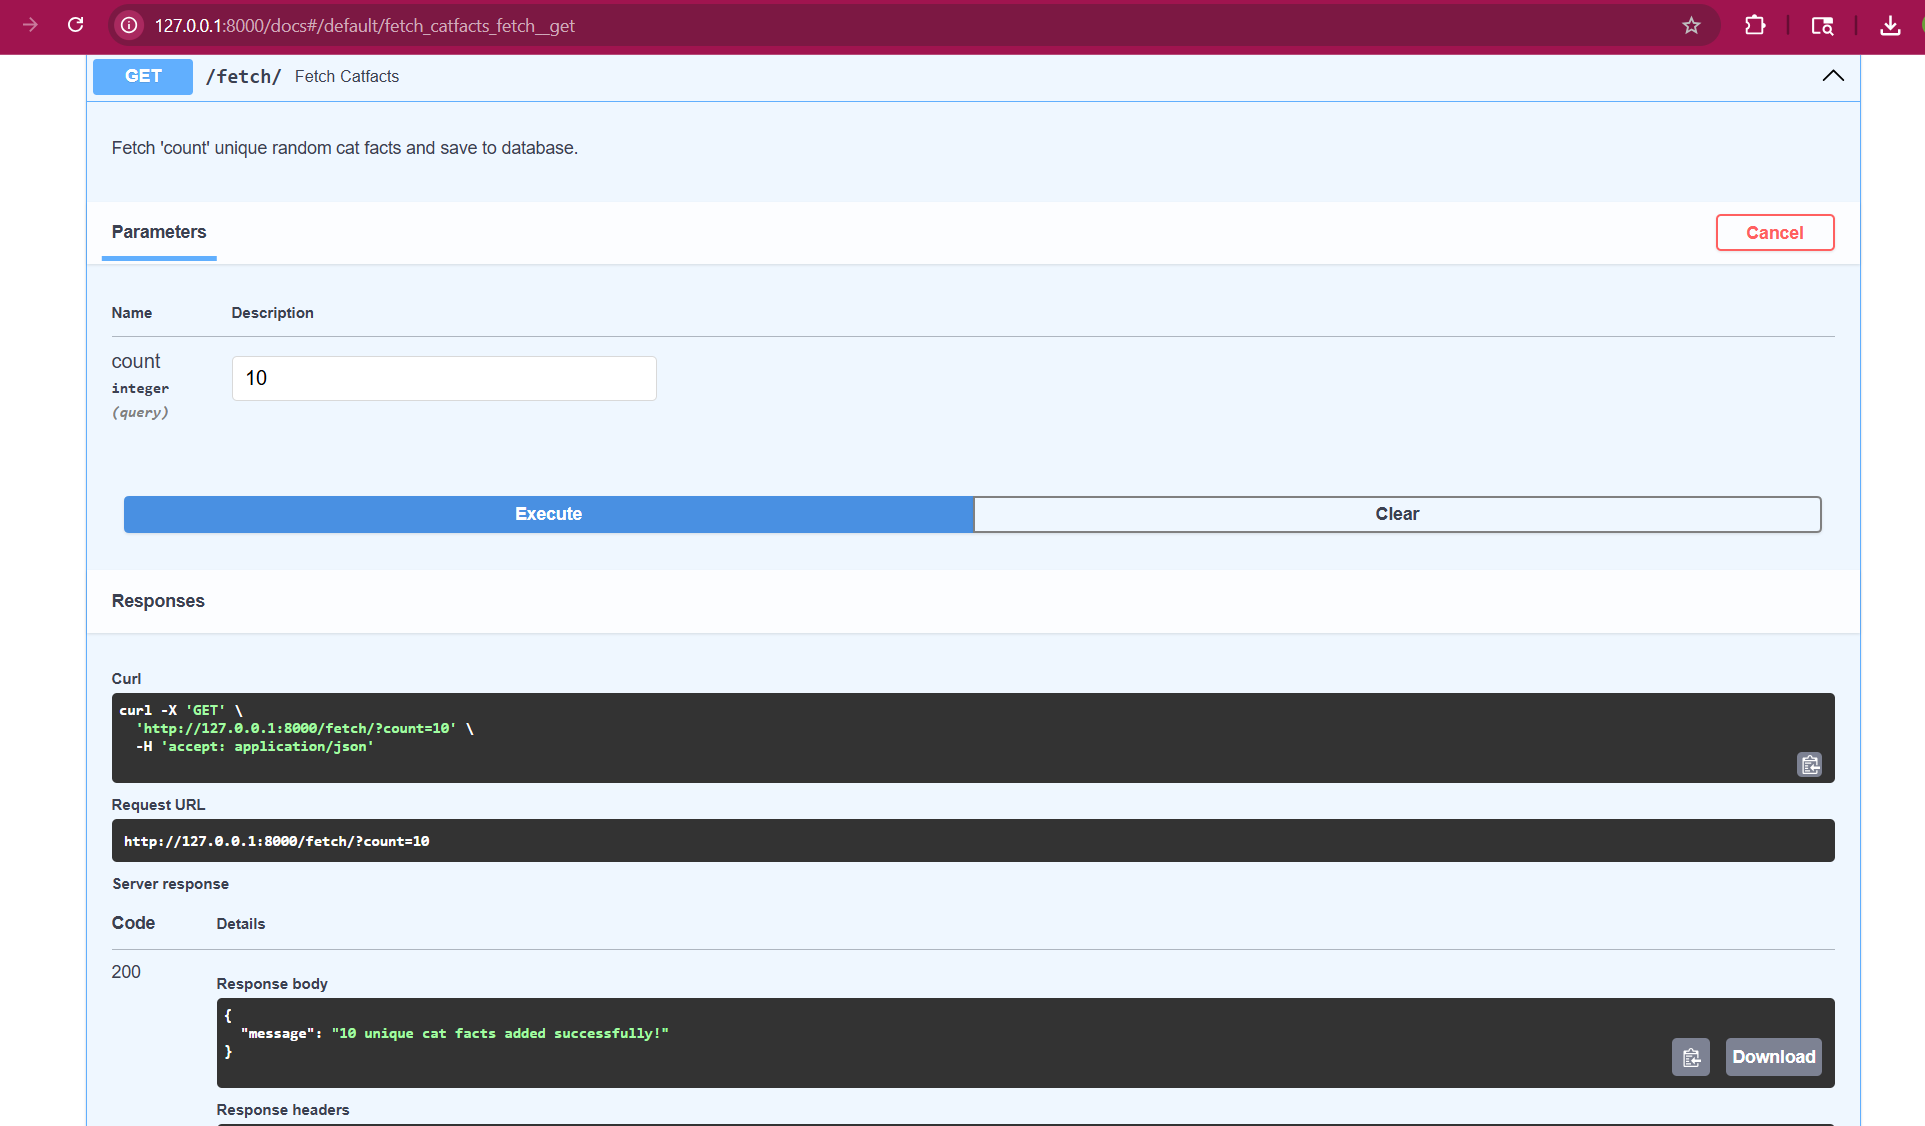 127.0.0.1:8000/docs#/default/fetch_catfacts_fetch__get
GET /fetch/ Fetch Catfacts
Fetch 'count' unique random cat facts and save to database.
Parameters
Cancel
Name Description
count
integer
(query)
10
Execute Clear
Responses
Curl
curl -X 'GET' \
'http://127.0.0.1:8000/fetch/?count=10' \
-H 'accept: application/json'
Request URL
http://127.0.0.1:8000/fetch/?count=10
Server response
Code Details
200
Response body
{
"message": "10 unique cat facts added successfully!"
}
Download
Response headers